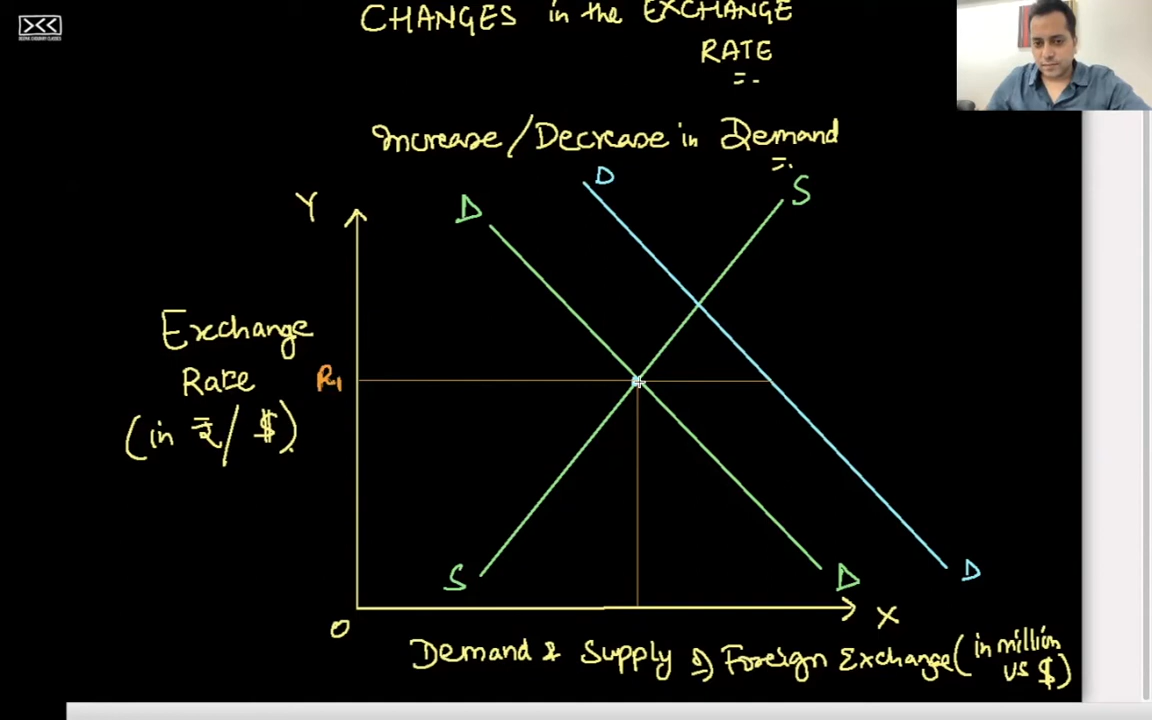 CHANGES in the EXCHANGE
RATE
Increase/Decrease in Demand
D
S
Y
D
Exchange
Rate
R1
(in ₹/$)
S
D
D
O
X
Demand & Supply of Foreign Exchange (in million
US $)